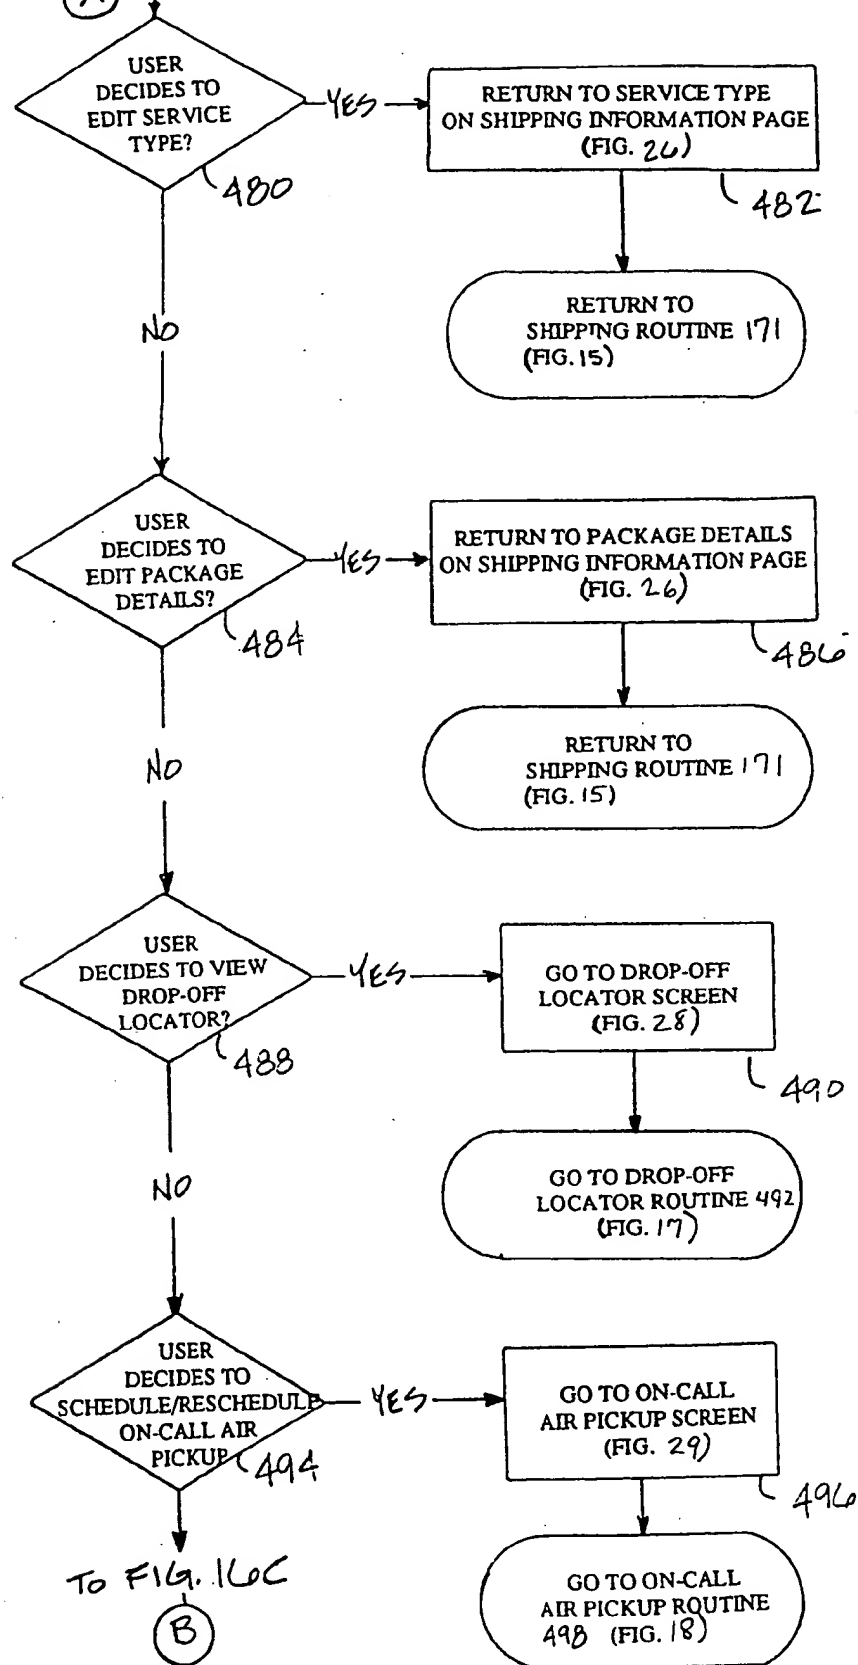 A
USER
DECIDES TO
EDIT SERVICE
TYPE?
480
YES
RETURN TO SERVICE TYPE
ON SHIPPING INFORMATION PAGE
(FIG. 26)
482
RETURN TO
SHIPPING ROUTINE 171
(FIG. 15)
NO
USER
DECIDES TO
EDIT PACKAGE
DETAILS?
484
YES
RETURN TO PACKAGE DETAILS
ON SHIPPING INFORMATION PAGE
(FIG. 26)
486
RETURN TO
SHIPPING ROUTINE 171
(FIG. 15)
NO
USER
DECIDES TO VIEW
DROP-OFF
LOCATOR?
488
YES
GO TO DROP-OFF
LOCATOR SCREEN
(FIG. 28)
490
GO TO DROP-OFF
LOCATOR ROUTINE 492
(FIG. 17)
NO
USER
DECIDES TO
SCHEDULE/RESCHEDULE
ON-CALL AIR
PICKUP
494
YES
GO TO ON-CALL
AIR PICKUP SCREEN
(FIG. 29)
496
GO TO ON-CALL
AIR PICKUP ROUTINE
498 (FIG. 18)
TO FIG. 16C
B